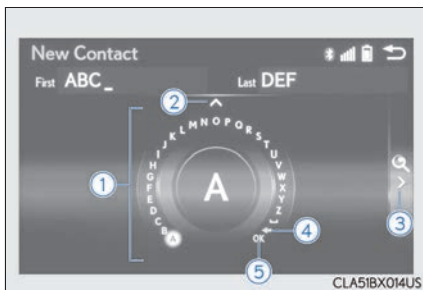 New Contact
First ABC_ Last DEF
2
A B C D E F G H I J K L M N O P Q R S T U V W X Y Z
1
A
3
4
OK
5
CLA51BX014US